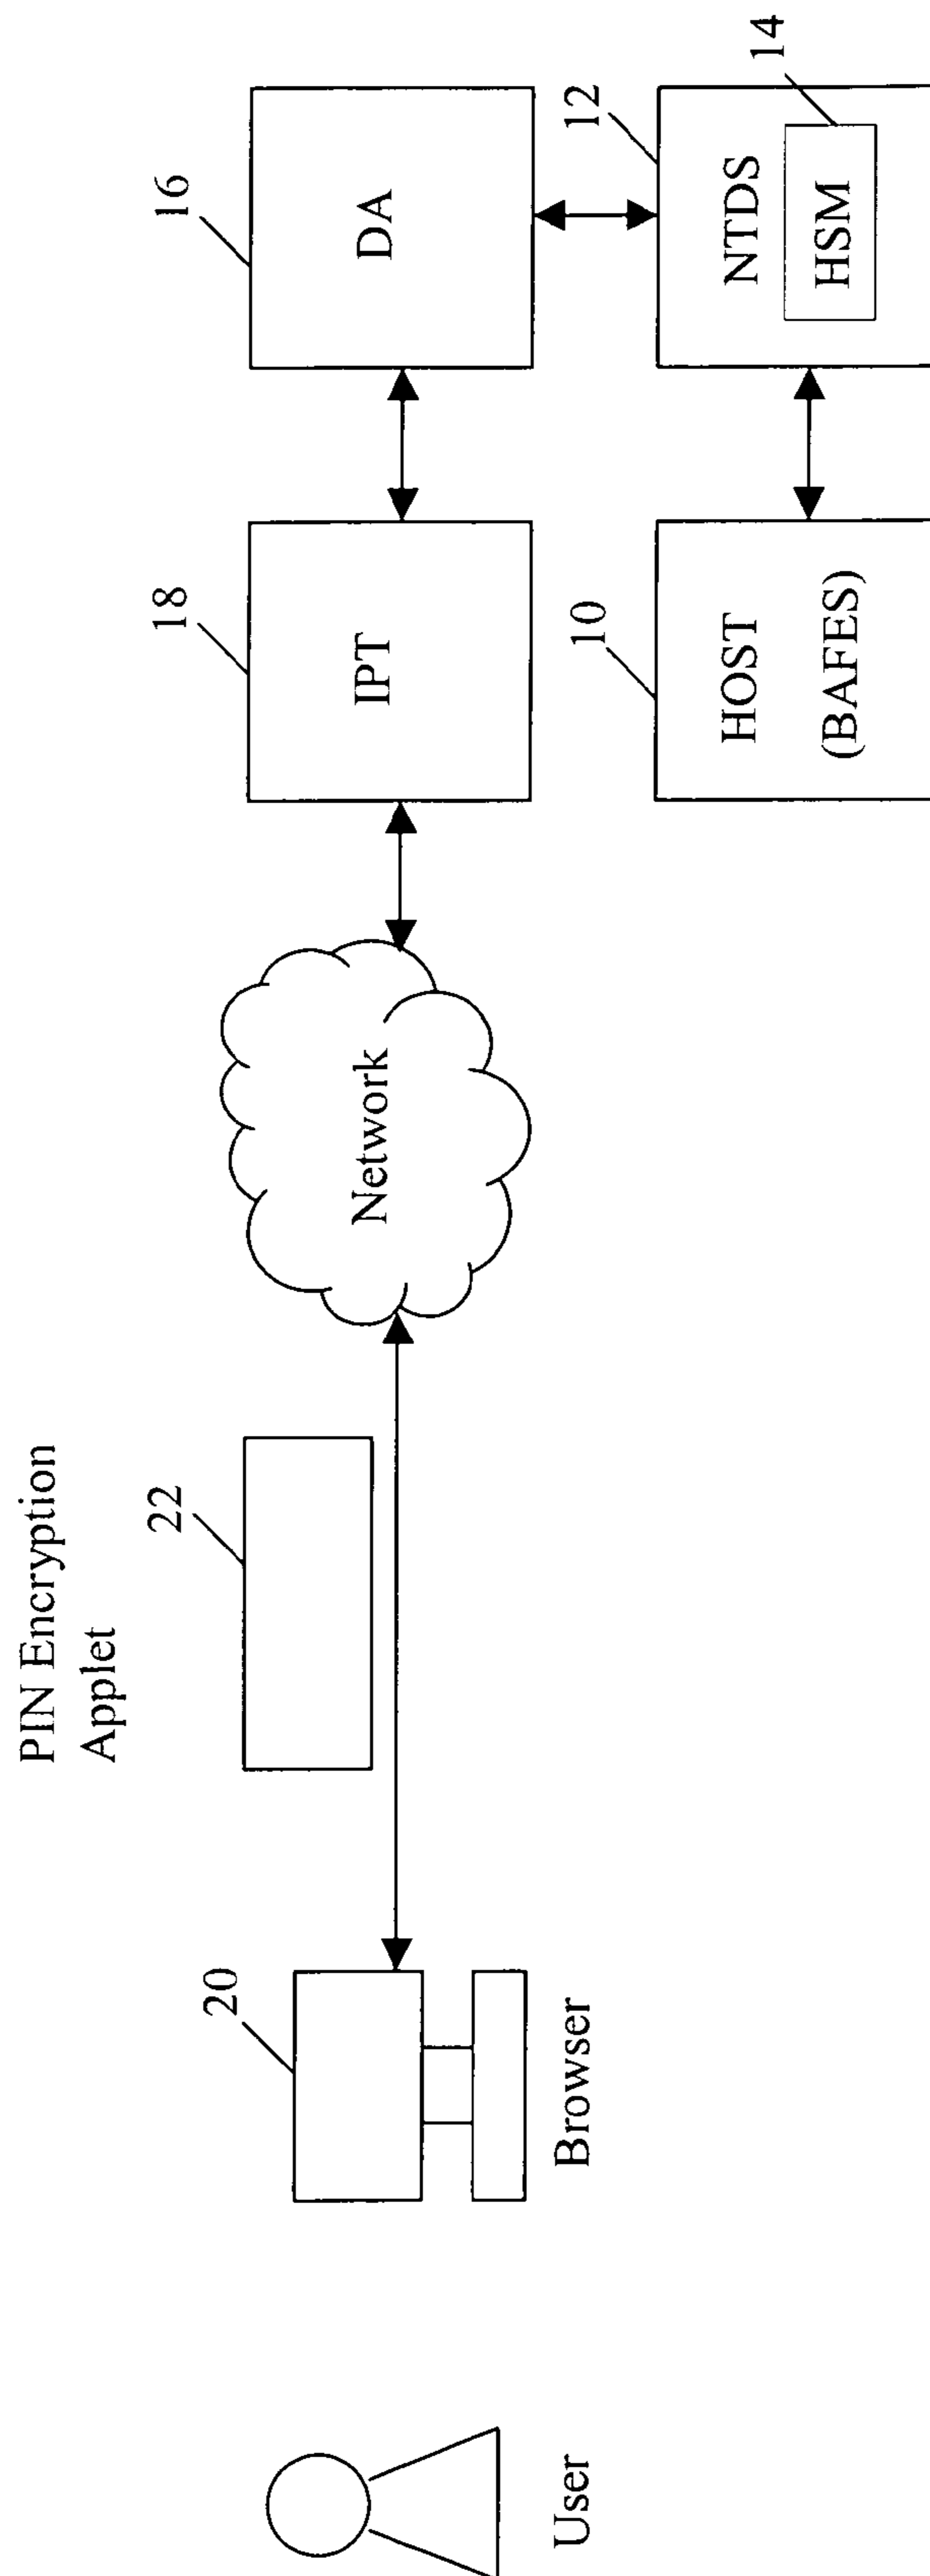 PIN Encryption
Applet
22
20
18
16
Network
IPT
DA
10
12
14
HOST
(BAFES)
NTDS
HSM
User
Browser